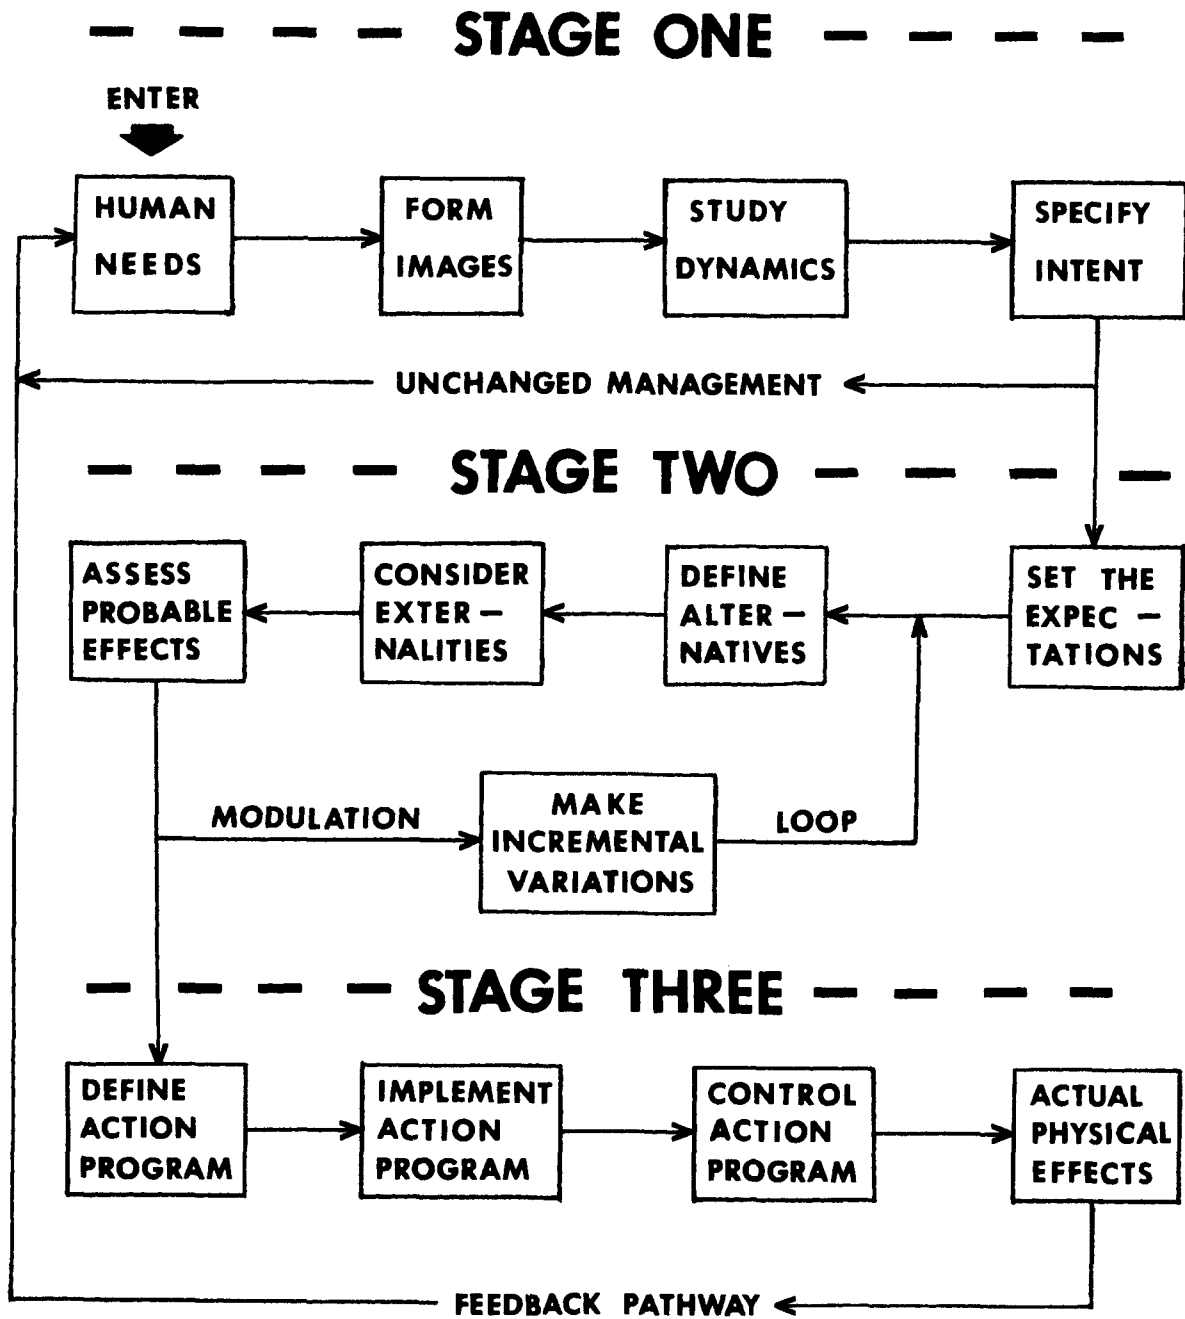 STAGE ONE
ENTER
HUMAN
NEEDS
FORM
IMAGES
STUDY
DYNAMICS
SPECIFY
INTENT
UNCHANGED MANAGEMENT
STAGE TWO
ASSESS
PROBABLE
EFFECTS
CONSIDER
EXTER –
NALITIES
DEFINE
ALTER –
NATIVES
SET THE
EXPEC –
TATIONS
MODULATION
MAKE
INCREMENTAL
VARIATIONS
LOOP
STAGE THREE
DEFINE
ACTION
PROGRAM
IMPLEMENT
ACTION
PROGRAM
CONTROL
ACTION
PROGRAM
ACTUAL
PHYSICAL
EFFECTS
FEEDBACK PATHWAY